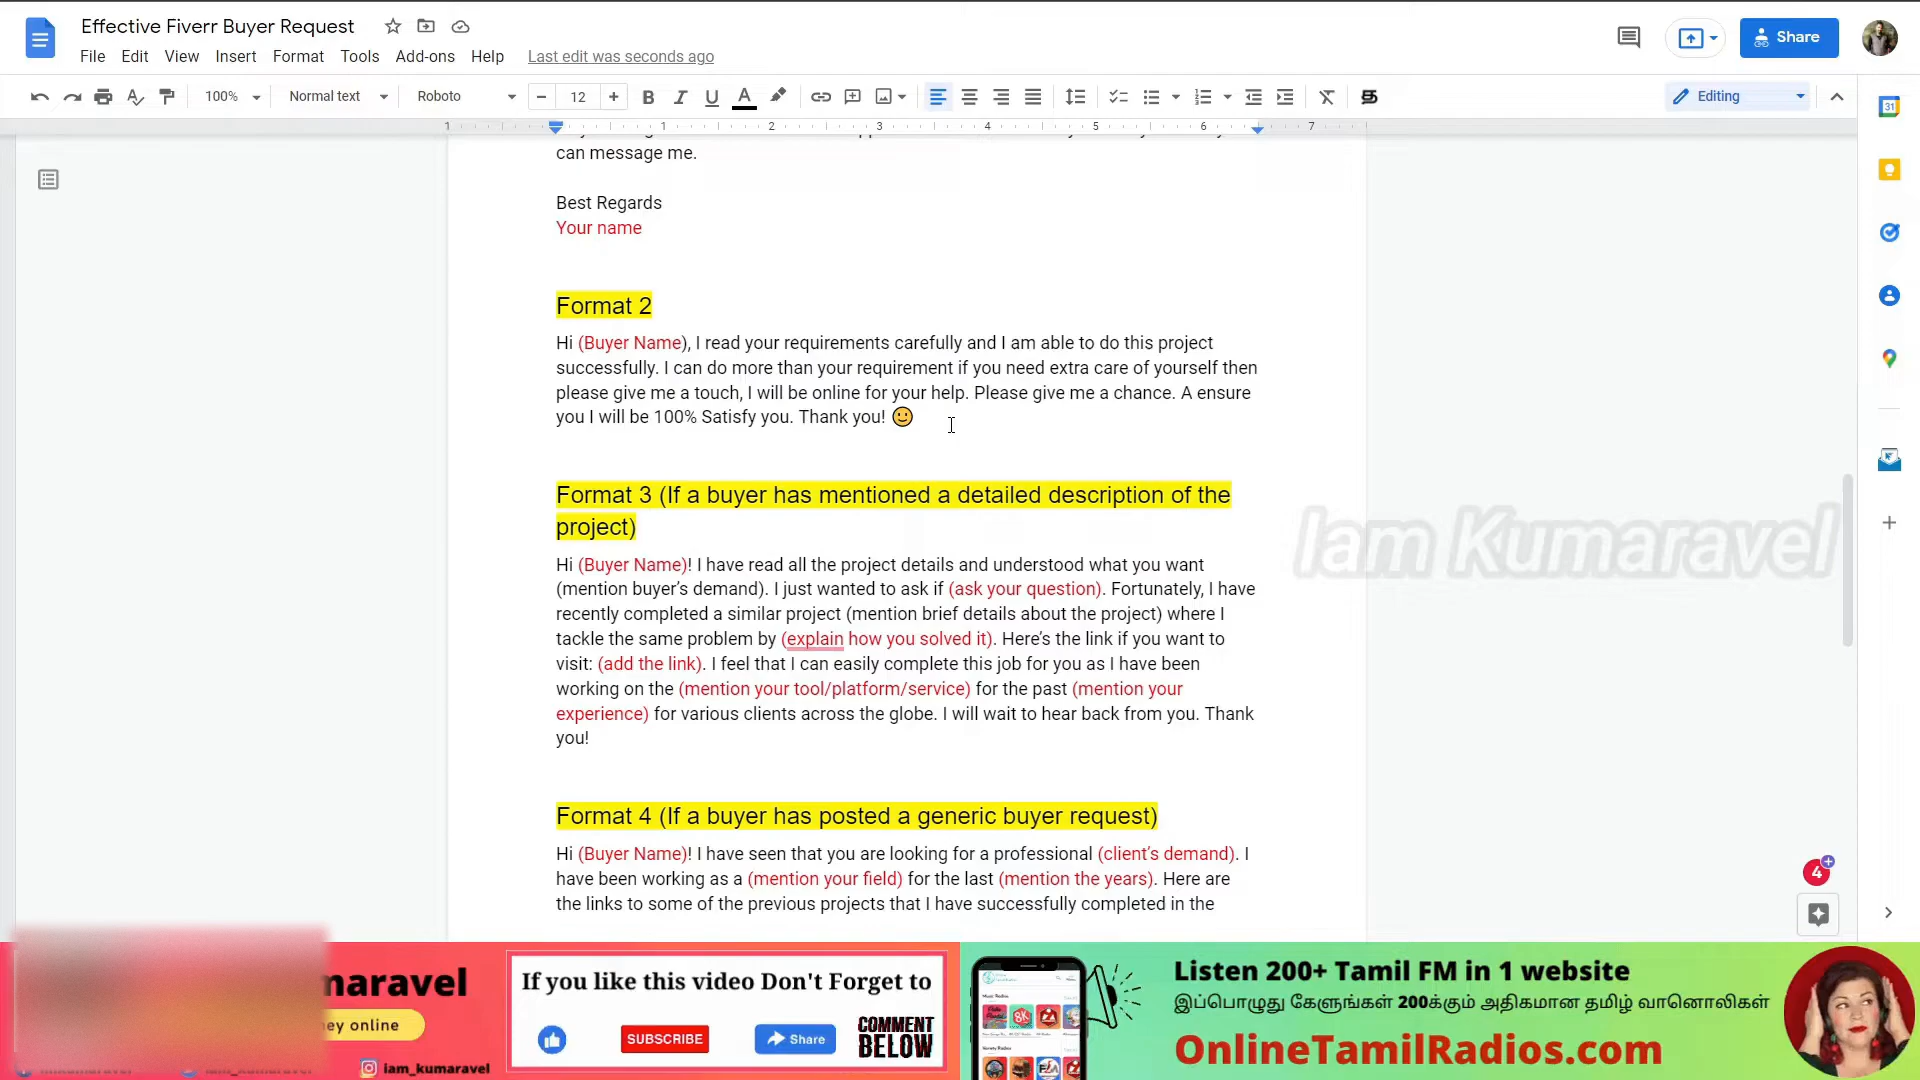 Effective Fiverr Buyer Request
File Edit View Insert Format Tools Add-ons Help Last edit was seconds ago
Share
100% Normal text Roboto 12 Editing
1 1 2 3 4 5 6 7
31
can message me.
Best Regards
Your name
Format 2
Hi (Buyer Name), I read your requirements carefully and I am able to do this project
successfully. I can do more than your requirement if you need extra care of yourself then
please give me a touch, I will be online for your help. Please give me a chance. A ensure
you I will be 100% Satisfy you. Thank you! 🙂
Format 3 (If a buyer has mentioned a detailed description of the
project)
Iam Kumaravel
Hi (Buyer Name)! I have read all the project details and understood what you want
(mention buyer's demand). I just wanted to ask if (ask your question). Fortunately, I have
recently completed a similar project (mention brief details about the project) where I
tackle the same problem by (explain how you solved it). Here's the link if you want to
visit: (add the link). I feel that I can easily complete this job for you as I have been
working on the (mention your tool/platform/service) for the past (mention your
experience) for various clients across the globe. I will wait to hear back from you. Thank
you!
Format 4 (If a buyer has posted a generic buyer request)
Hi (Buyer Name)! I have seen that you are looking for a professional (client's demand). I
have been working as a (mention your field) for the last (mention the years). Here are
the links to some of the previous projects that I have successfully completed in the
4
maravel
ney online
iam_kumaravel
If you like this video Don't Forget to
SUBSCRIBE
Share
COMMENT
BELOW
Listen 200+ Tamil FM in 1 website
இப்பொழுது கேளுங்கள் 200க்கும் அதிகமான தமிழ் வானொலிகள்
OnlineTamilRadios.com